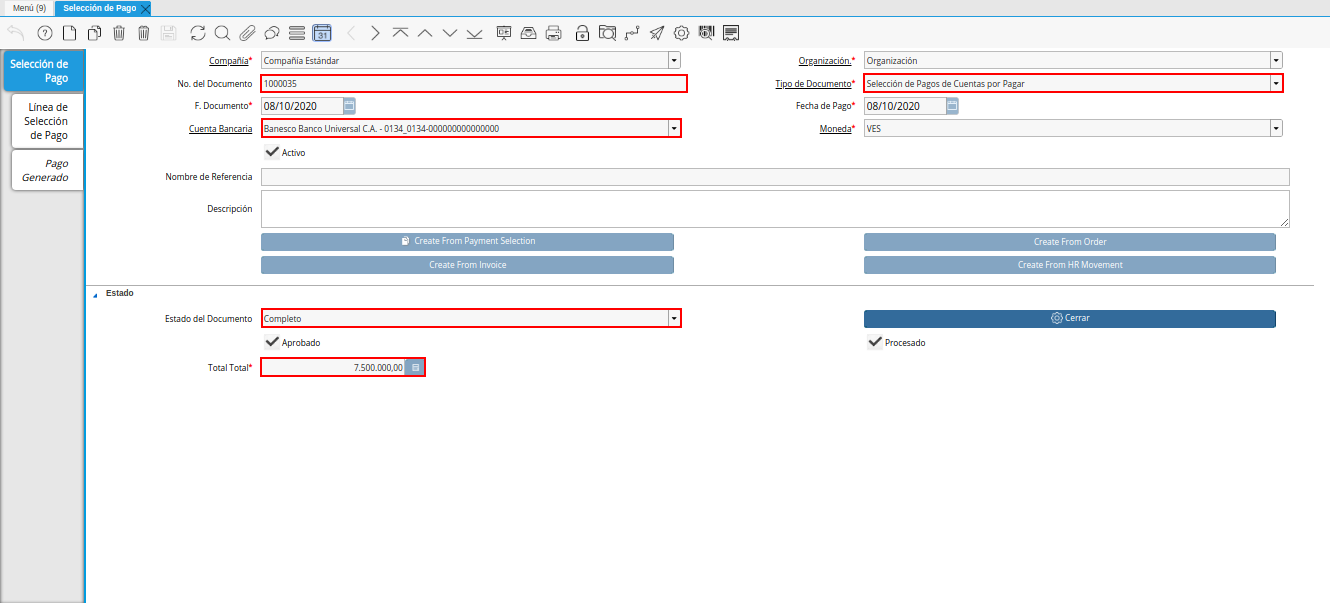 Menú (9)
Selección de Pago
31
Selección de
Pago
Línea de
Selección
de Pago
Pago
Generado
Compañía* Compañía Estándar
Organización.* Organización
No. del Documento 1000035
Tipo de Documento* Selección de Pagos de Cuentas por Pagar
F. Documento* 08/10/2020
Fecha de Pago* 08/10/2020
Cuenta Bancaria Banesco Banco Universal C.A. - 0134_0134-000000000000000
Moneda* VES
Activo
Nombre de Referencia
Descripción
Create From Payment Selection
Create From Order
Create From Invoice
Create From HR Movement
Estado
Estado del Documento Completo
Cerrar
Aprobado
Procesado
Total Total* 7.500.000,00